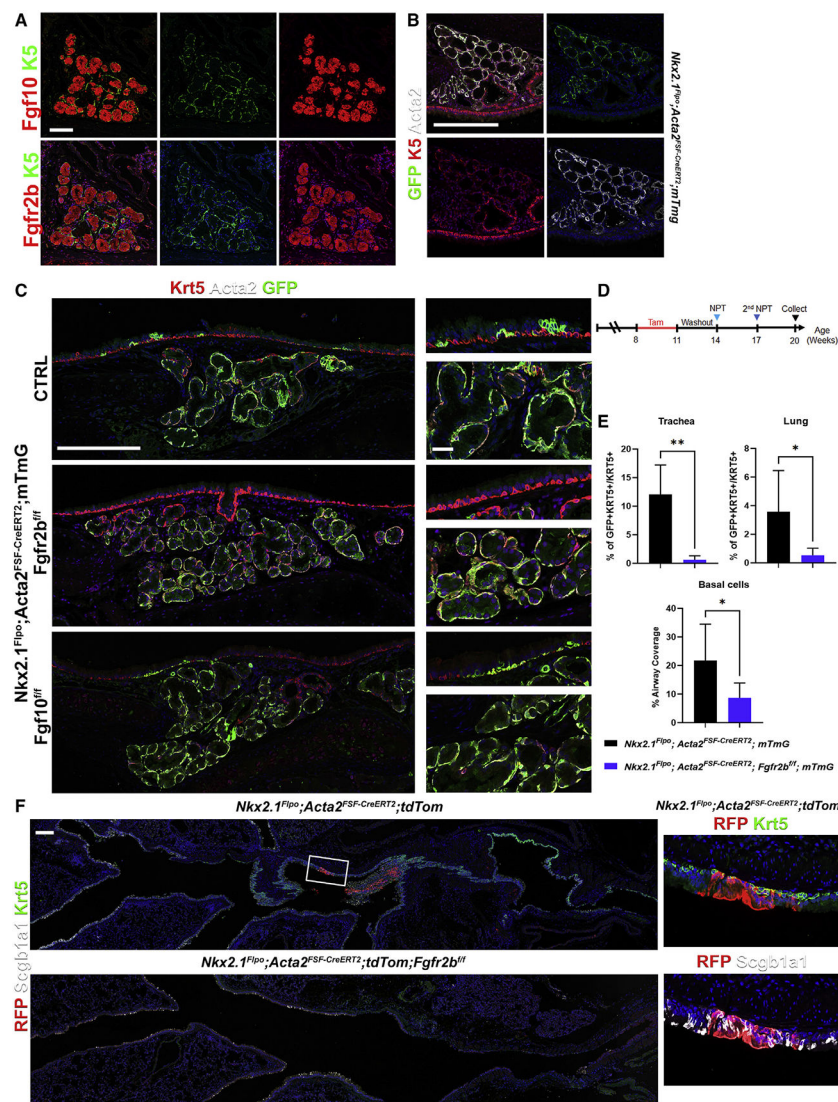 A
Fgf10 K5
Fgfr2b K5
B
GFP K5 Acta2
Nkx2.1Flpo;Acta2FSF-CreERT2;mTmg
C
Krt5 Acta2 GFP
CTRL
Nkx2.1Flpo;Acta2FSF-CreERT2;mTmG
Fgfr2bf/f
Fgf10f/f
D
NPT 2nd NPT Collect
Tam Washout
Age
8 11 14 17 20 (Weeks)
E
Trachea
% of GFP+KRT5+/KRT5+
20
15
10
5
0
**
Lung
% of GFP+KRT5+/KRT5+
8
6
4
2
0
*
Basal cells
% Airway Coverage
40
30
20
10
0
*
Nkx2.1Flpo; Acta2FSF-CreERT2; mTmG
Nkx2.1Flpo; Acta2FSF-CreERT2; Fgfr2bf/f; mTmG
F
Nkx2.1Flpo;Acta2FSF-CreERT2;tdTom
RFP Scgb1a1 Krt5
Nkx2.1Flpo;Acta2FSF-CreERT2;tdTom;Fgfr2bf/f
Nkx2.1Flpo;Acta2FSF-CreERT2;tdTom
RFP Krt5
RFP Scgb1a1